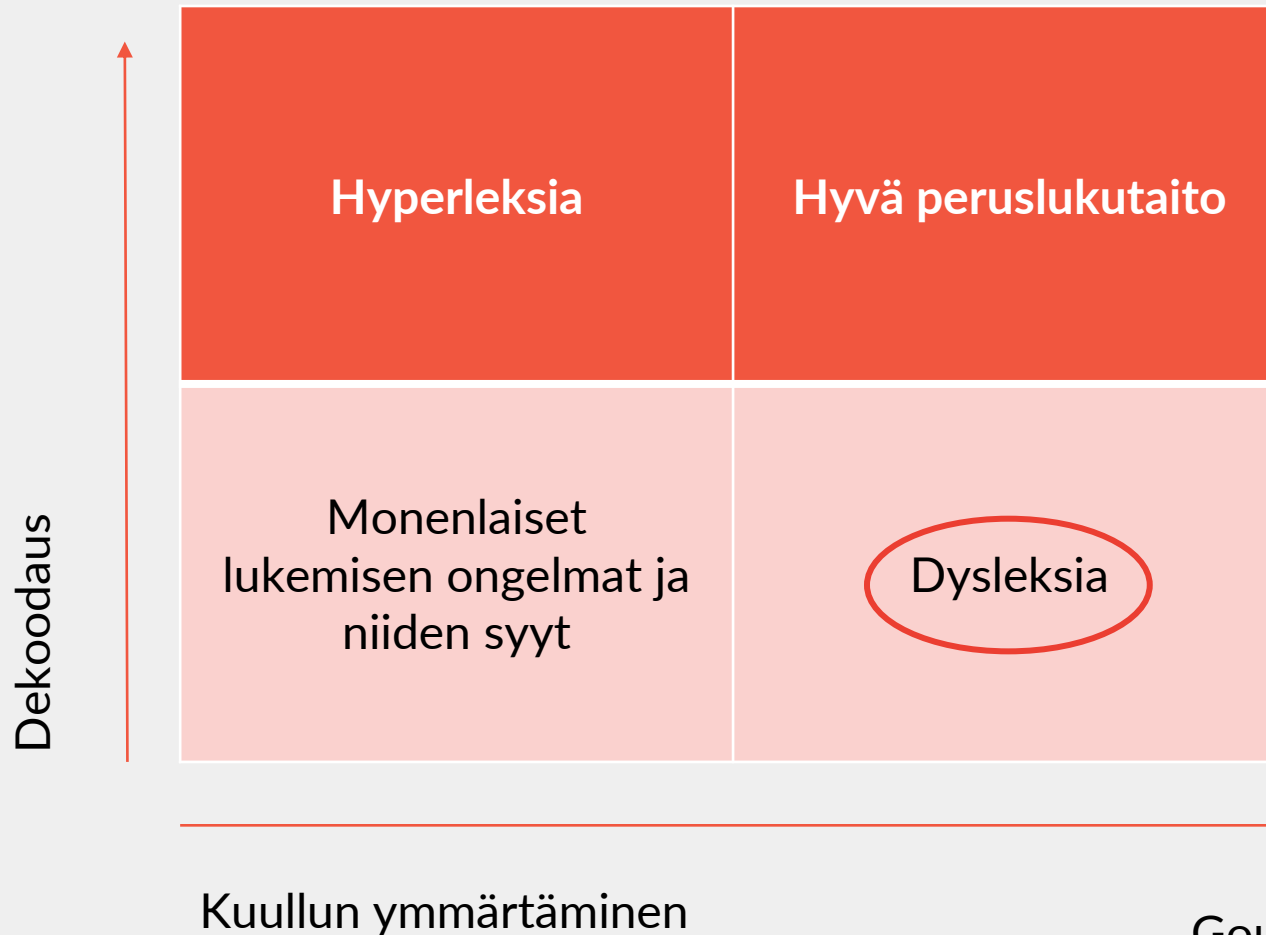 Hyperleksia
Hyvä peruslukutaito
Monenlaiset
lukemisen ongelmat ja
niiden syyt
Dysleksia
Dekoodaus
Kuullun ymmärtäminen